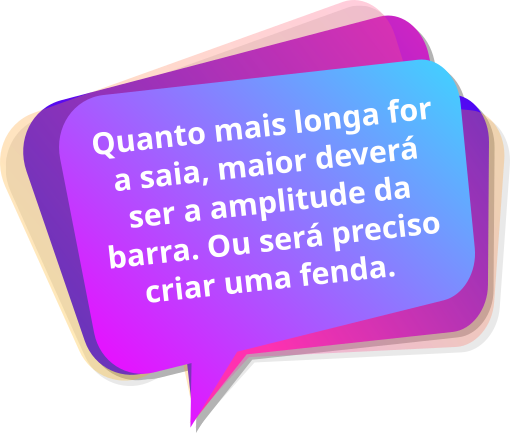 Quanto mais longa for
a saia, maior deverá
ser a amplitude da
barra. Ou será preciso
criar uma fenda.